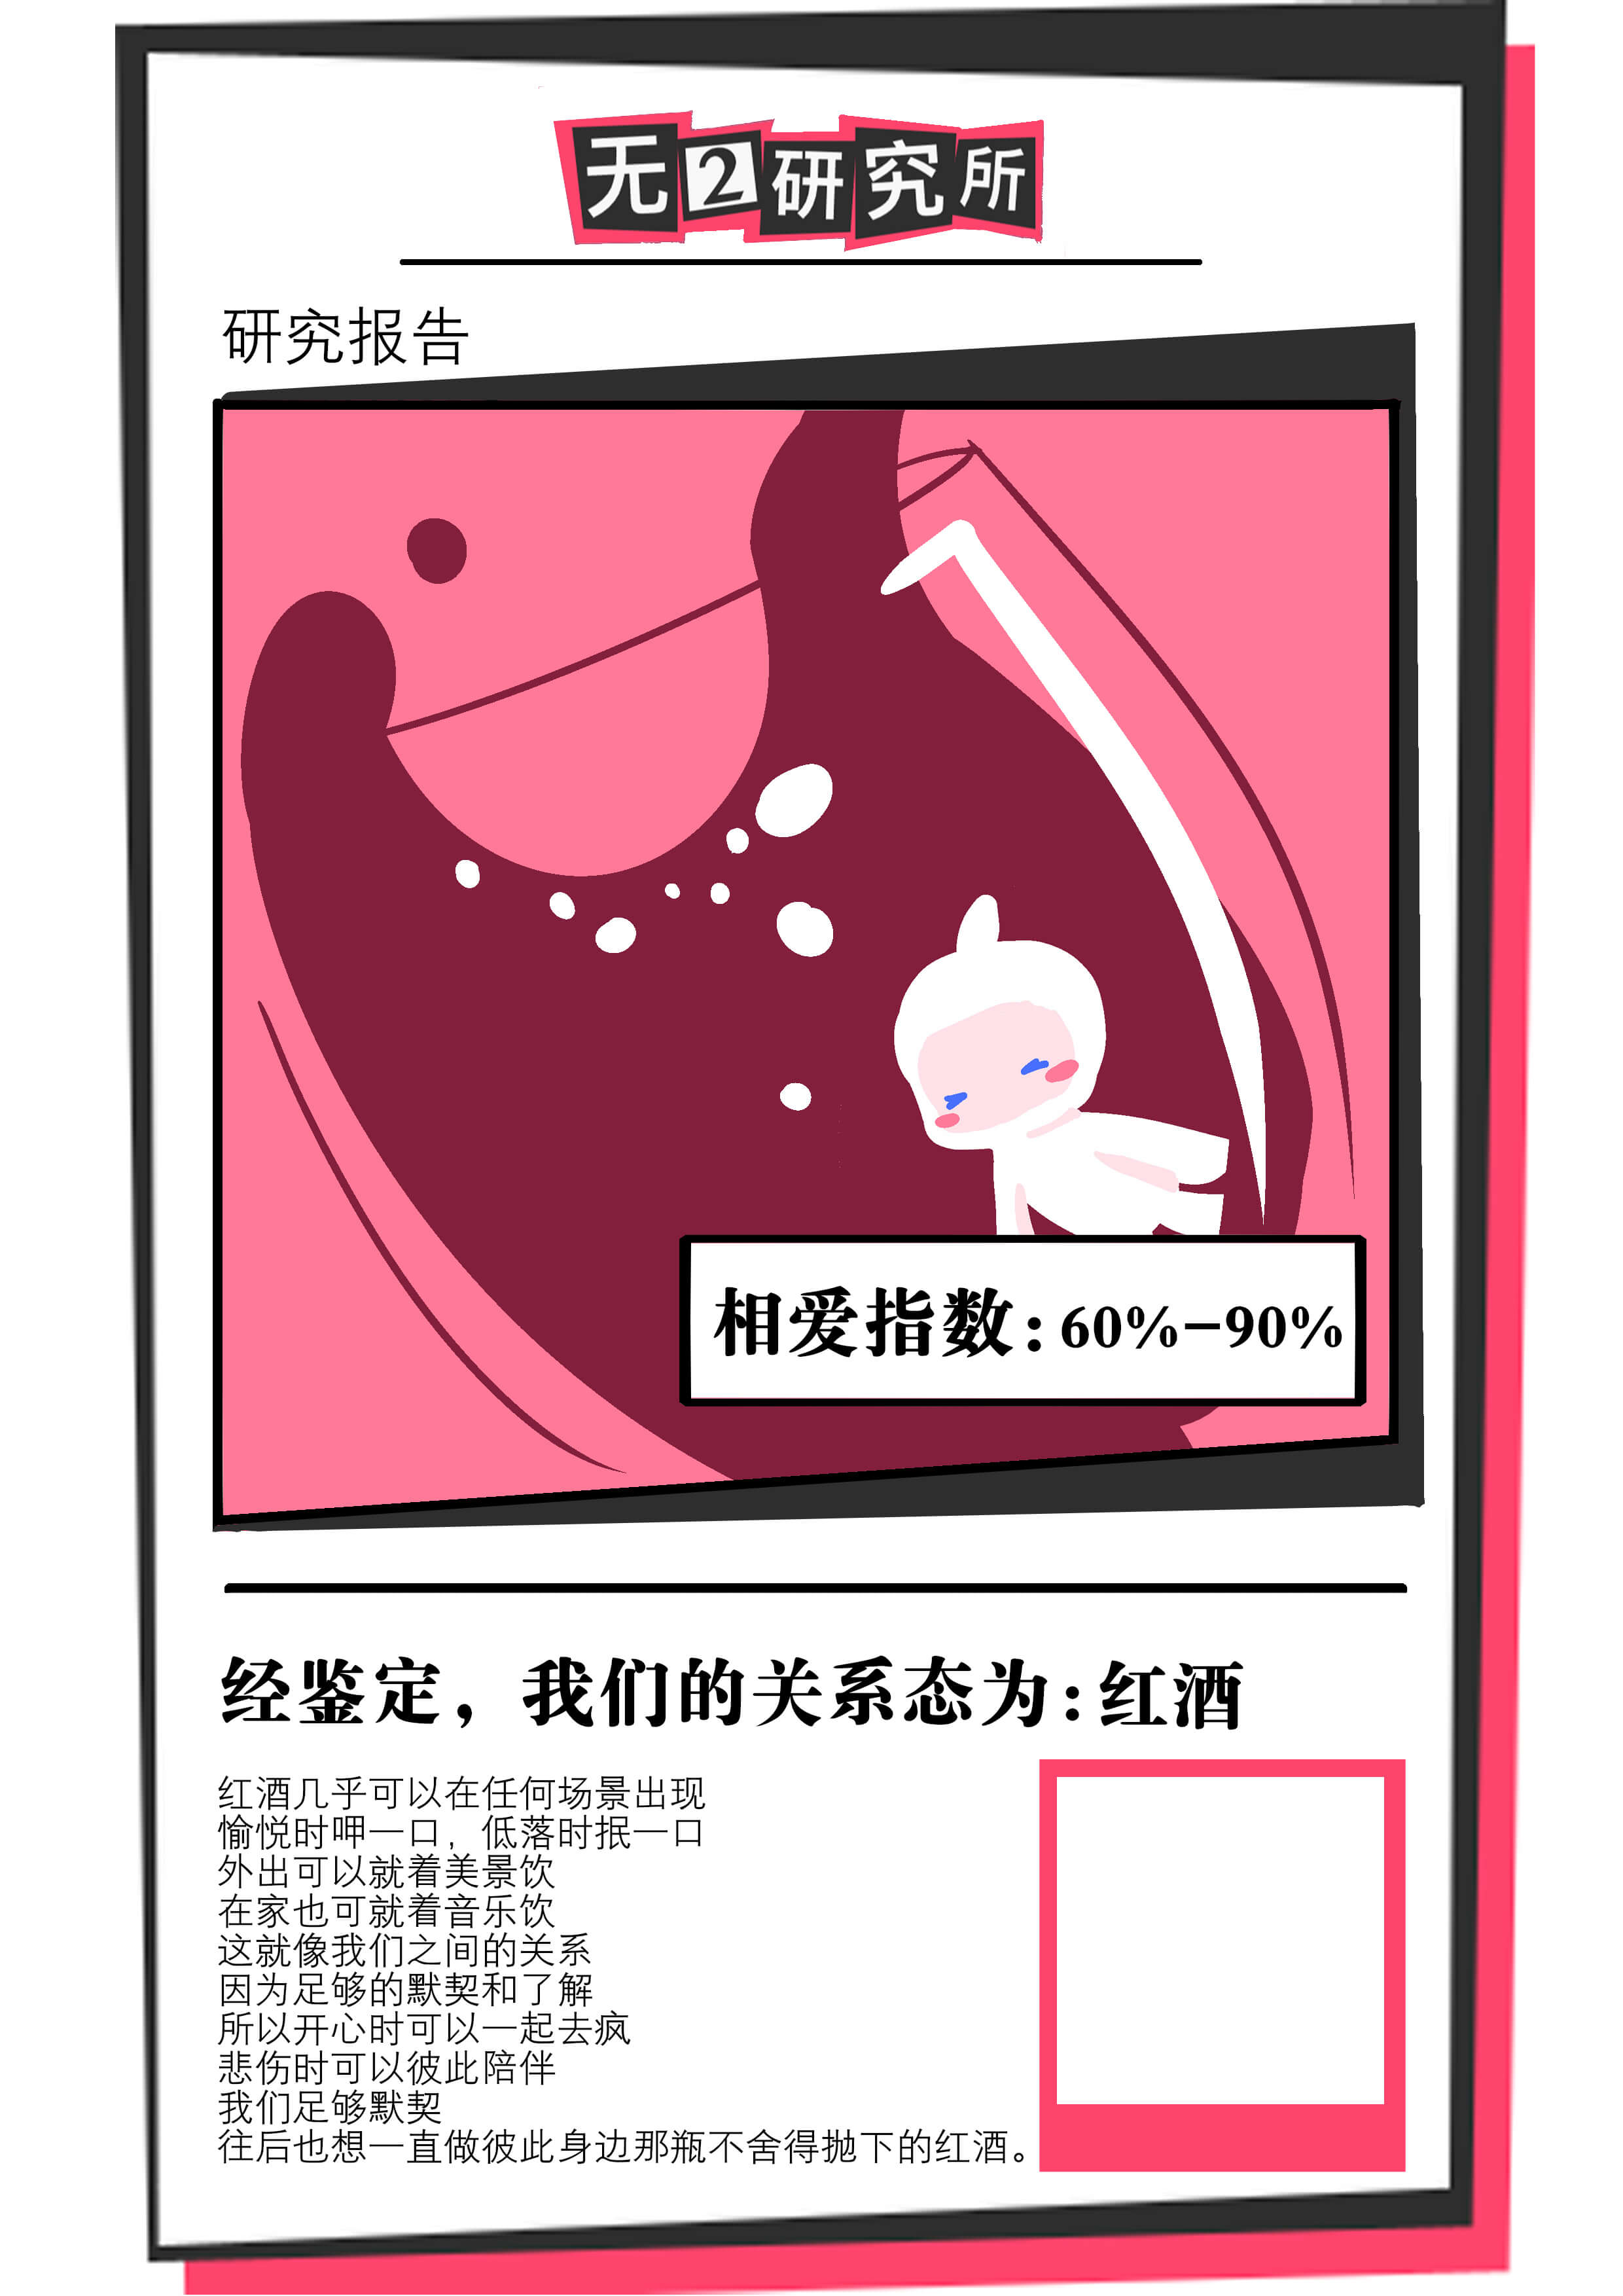 无2研究所
研究报告
相爱指数:60%-90%
经鉴定，我们的关系态为:红酒
红酒几乎可以在任何场景出现
愉悦时呷一口，低落时抿一口
外出可以就着美景饮
在家也可就着音乐饮
这就像我们之间的关系
因为足够的默契和了解
所以开心时可以一起去疯
悲伤时可以彼此陪伴
我们足够默契
往后也想一直做彼此身边那瓶不舍得抛下的红酒。